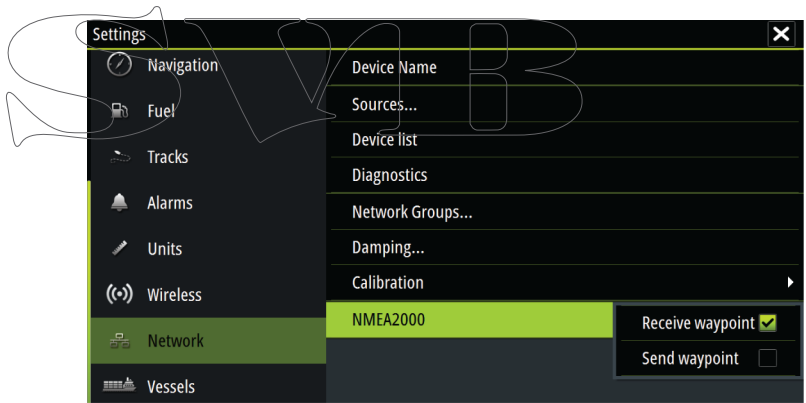 Settings
Navigation
Fuel
Tracks
Alarms
Units
Wireless
Network
Vessels
Device Name
Sources...
Device list
Diagnostics
Network Groups...
Damping...
Calibration
NMEA2000
Receive waypoint
Send waypoint
SVB